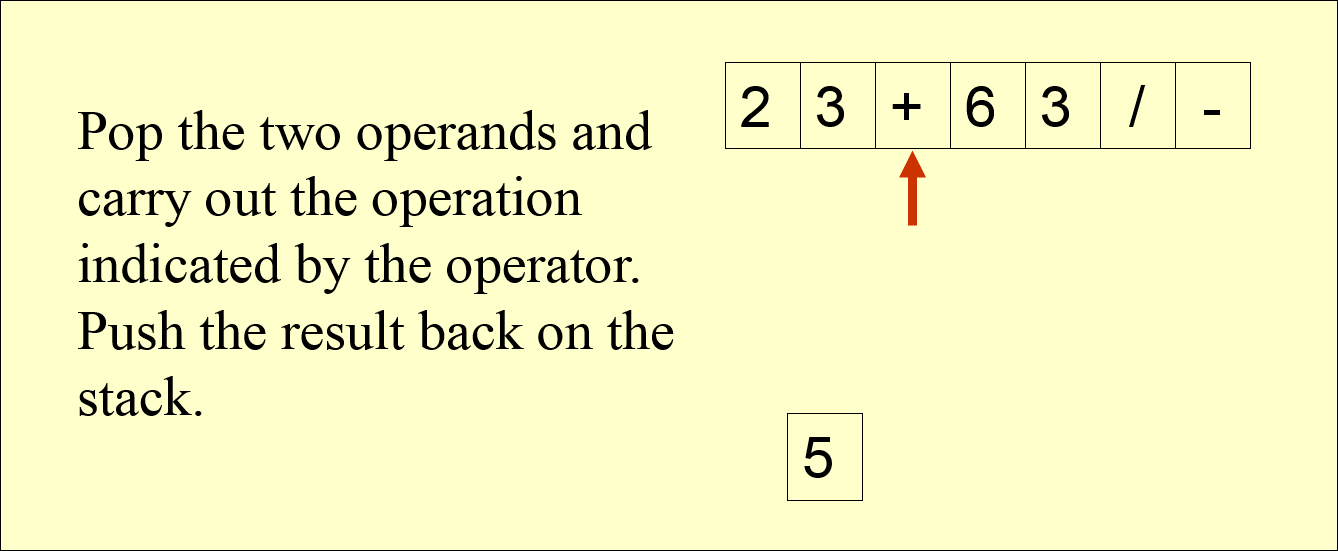 Pop the two operands and
carry out the operation
indicated by the operator.
Push the result back on the
stack.
2 3 + 6 3 / -
5